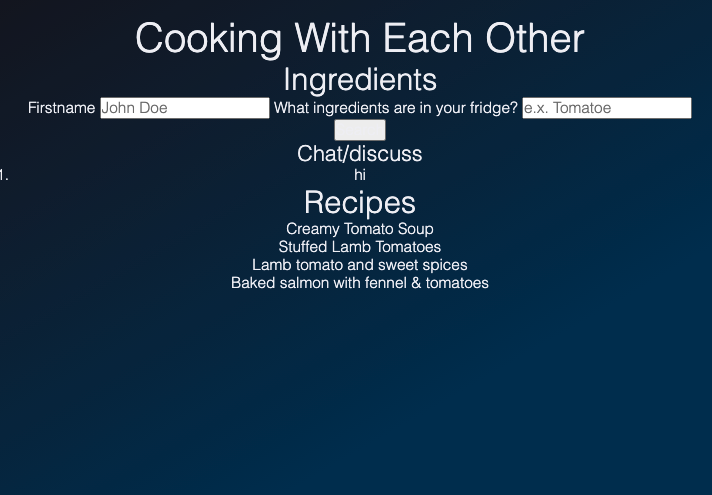 Cooking With Each Other
Ingredients
Firstname John Doe What ingredients are in your fridge? e.x. Tomatoe
Chat/discuss
1. hi
Recipes
Creamy Tomato Soup
Stuffed Lamb Tomatoes
Lamb tomato and sweet spices
Baked salmon with fennel & tomatoes